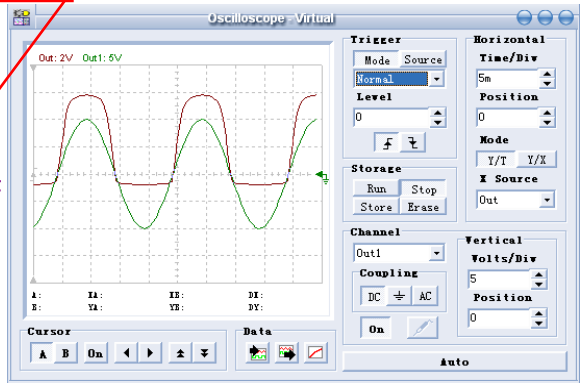 Oscilloscope - Virtual
Out: 2V Out1: 5V
A: XA: XB: DX:
B: YA: YB: DY:
Cursor
A B On
Data
Trigger
Mode Source
Normal
Level
0
Storage
Run Stop
Store Erase
Horizontal
Time/Div
5m
Position
0
Mode
Y/T Y/X
X Source
Out
Channel
Out1
Coupling
DC AC
On
Vertical
Volts/Div
5
Position
0
Auto